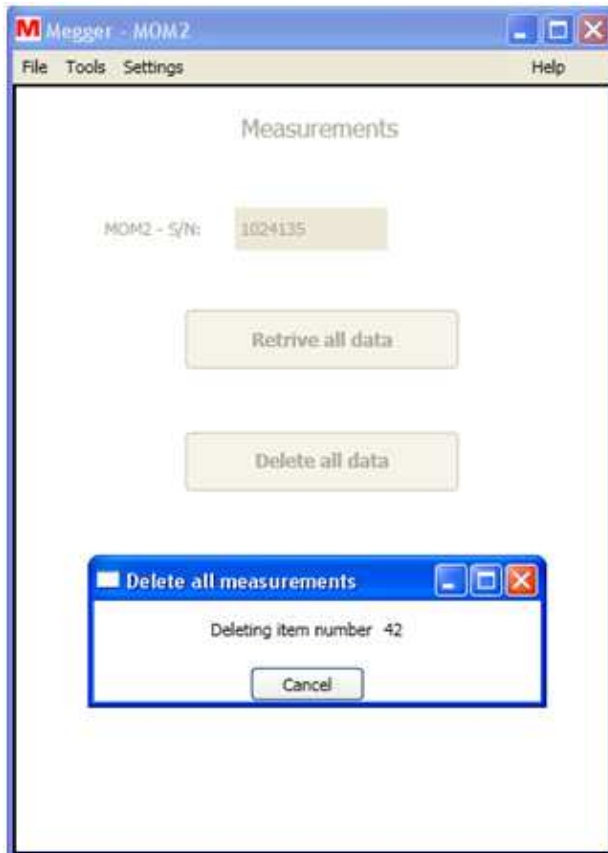 M Megger - MOM2
File Tools Settings Help
Measurements
MOM2 - S/N: 1024135
Retrive all data
Delete all data
Delete all measurements
Deleting item number 42
Cancel